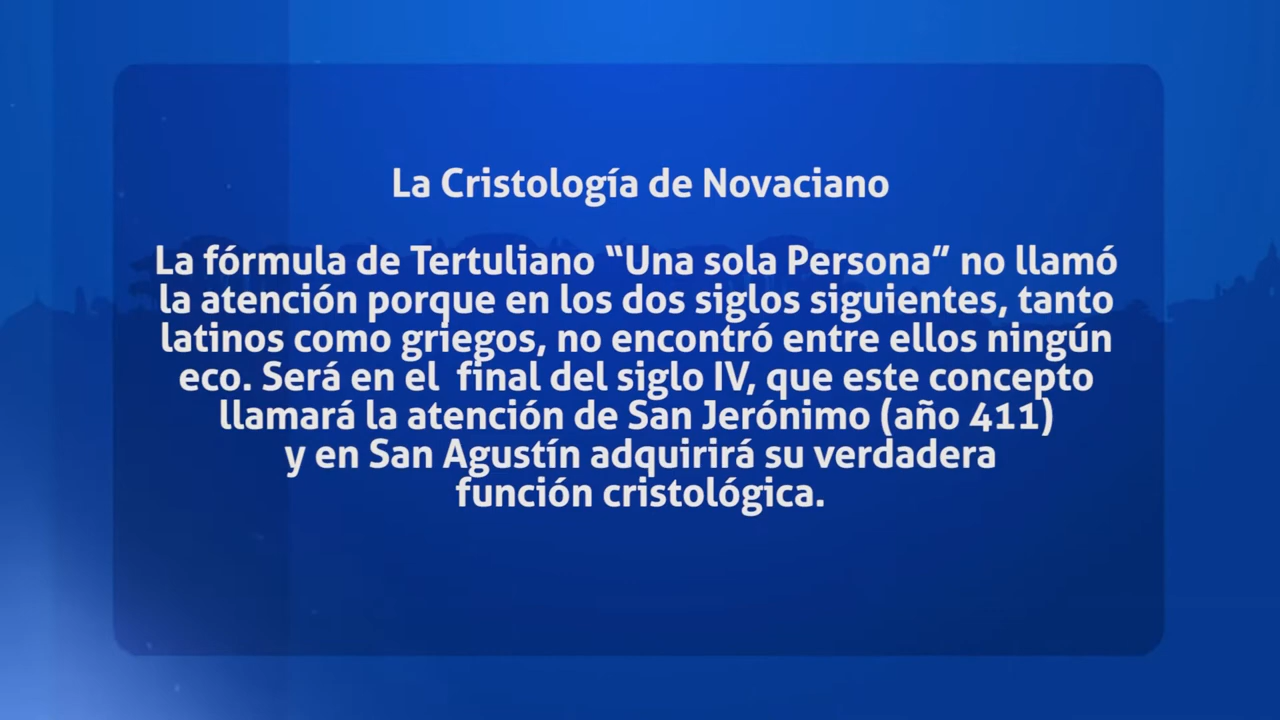 La Cristología de Novaciano
La fórmula de Tertuliano “Una sola Persona” no llamó
la atención porque en los dos siglos siguientes, tanto
latinos como griegos, no encontró entre ellos ningún
eco. Será en el  final del siglo IV, que este concepto
llamará la atención de San Jerónimo (año 411)
y en San Agustín adquirirá su verdadera
función cristológica.